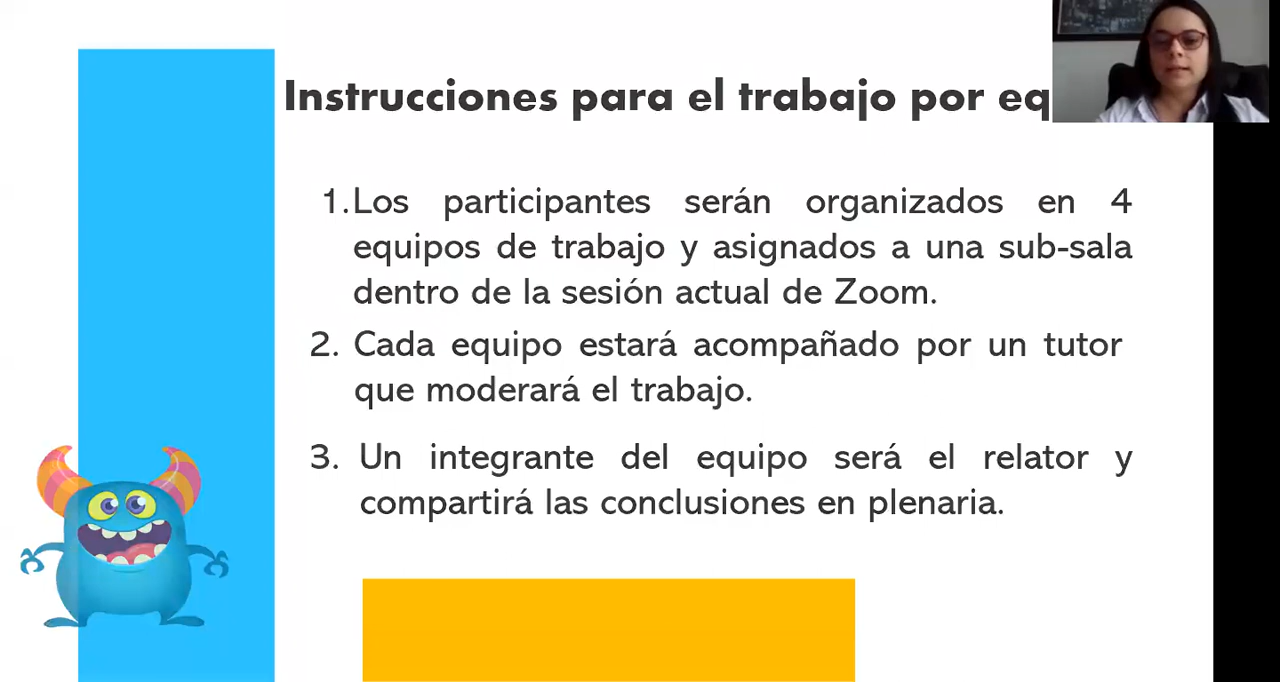 Instrucciones para el trabajo por eq
1. Los participantes serán organizados en 4
equipos de trabajo y asignados a una sub-sala
dentro de la sesión actual de Zoom.
2. Cada equipo estará acompañado por un tutor
que moderará el trabajo.
3. Un integrante del equipo será el relator y
compartirá las conclusiones en plenaria.